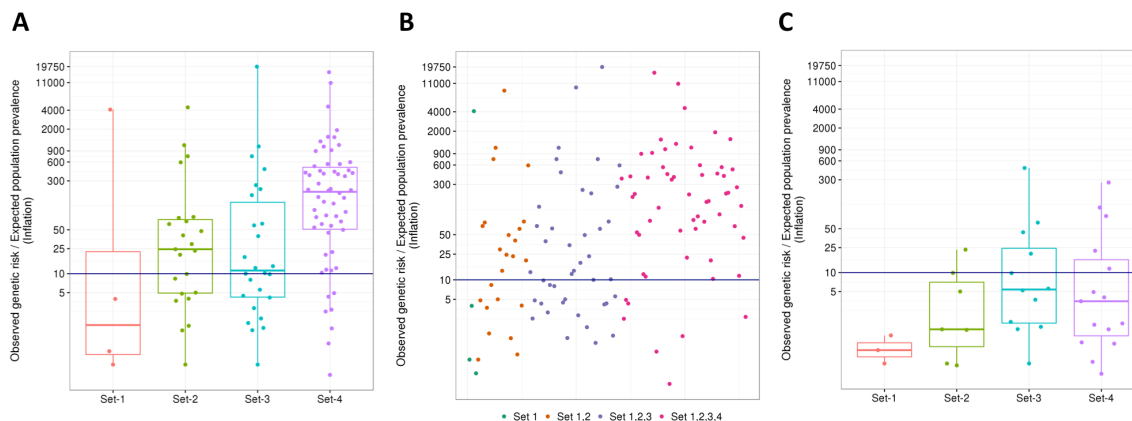 A
B
C
Observed genetic risk / Expected population prevalence
(Inflation)
19750
11000
4000
2000
900
600
300
50
25
10
5
Set-1
Set-2
Set-3
Set-4
Observed genetic risk / Expected population prevalence
(Inflation)
19750
11000
4000
2000
900
600
300
50
25
10
5
Set 1
Set 1.2
Set 1.2.3
Set 1.2.3.4
Observed genetic risk / Expected population prevalence
(Inflation)
19750
11000
4000
2000
900
600
300
50
25
10
5
Set-1
Set-2
Set-3
Set-4